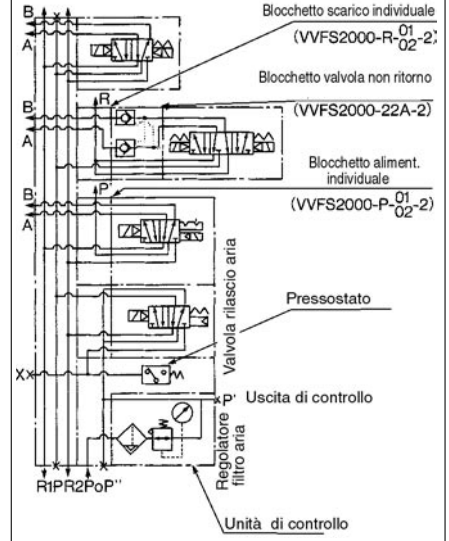 B
A
Blocchetto scarico individuale
(VVFS2000-R-01/02-2)
Blocchetto valvola non ritorno
(VVFS2000-22A-2)
R
B
A
Blocchetto aliment.
individuale
(VVFS2000-P-01/02-2)
P'
B
A
Valvola rilascio aria
Pressostato
XX
P'
Uscita di controllo
Regolatore
filtro aria
R1PR2PoP"
Unità di controllo